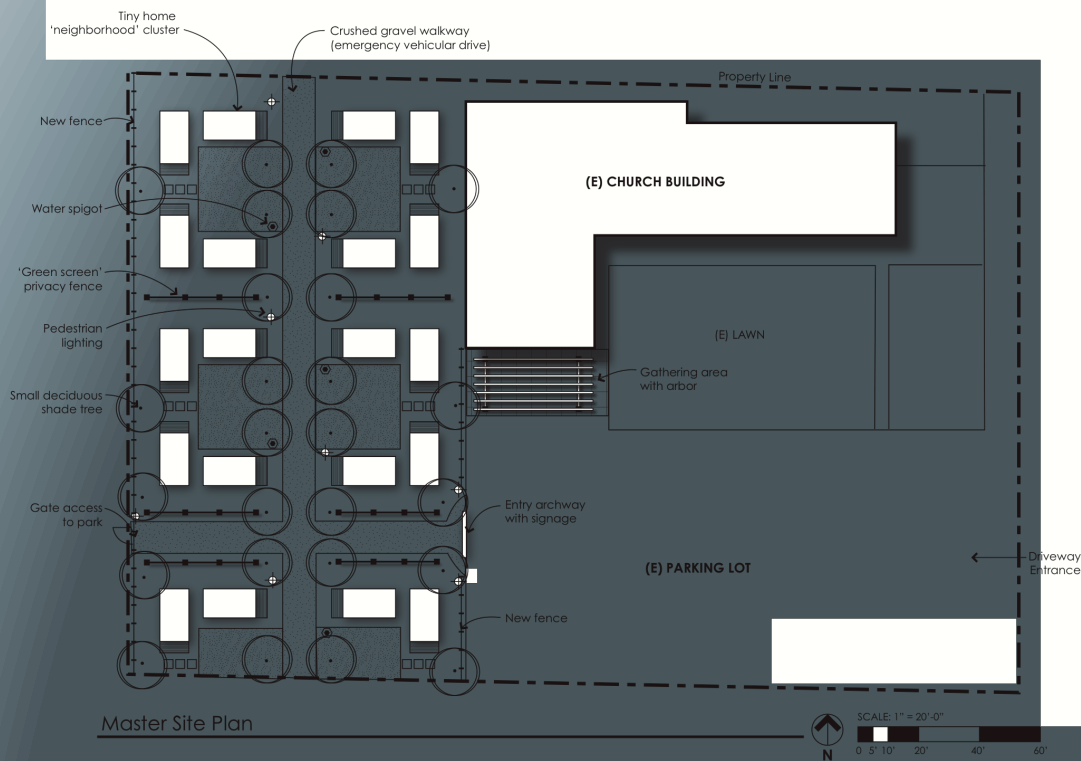 Tiny home
‘neighborhood’ cluster
Crushed gravel walkway
(emergency vehicular drive)
Property Line
New fence
(E) CHURCH BUILDING
Water spigot
‘Green screen’
privacy fence
Pedestrian
lighting
(E) LAWN
Gathering area
with arbor
Small deciduous
shade tree
Gate access
to park
Entry archway
with signage
Driveway
Entrance
(E) PARKING LOT
New fence
Master Site Plan
N
SCALE: 1" = 20'-0"
0 5' 10' 20' 40' 60'